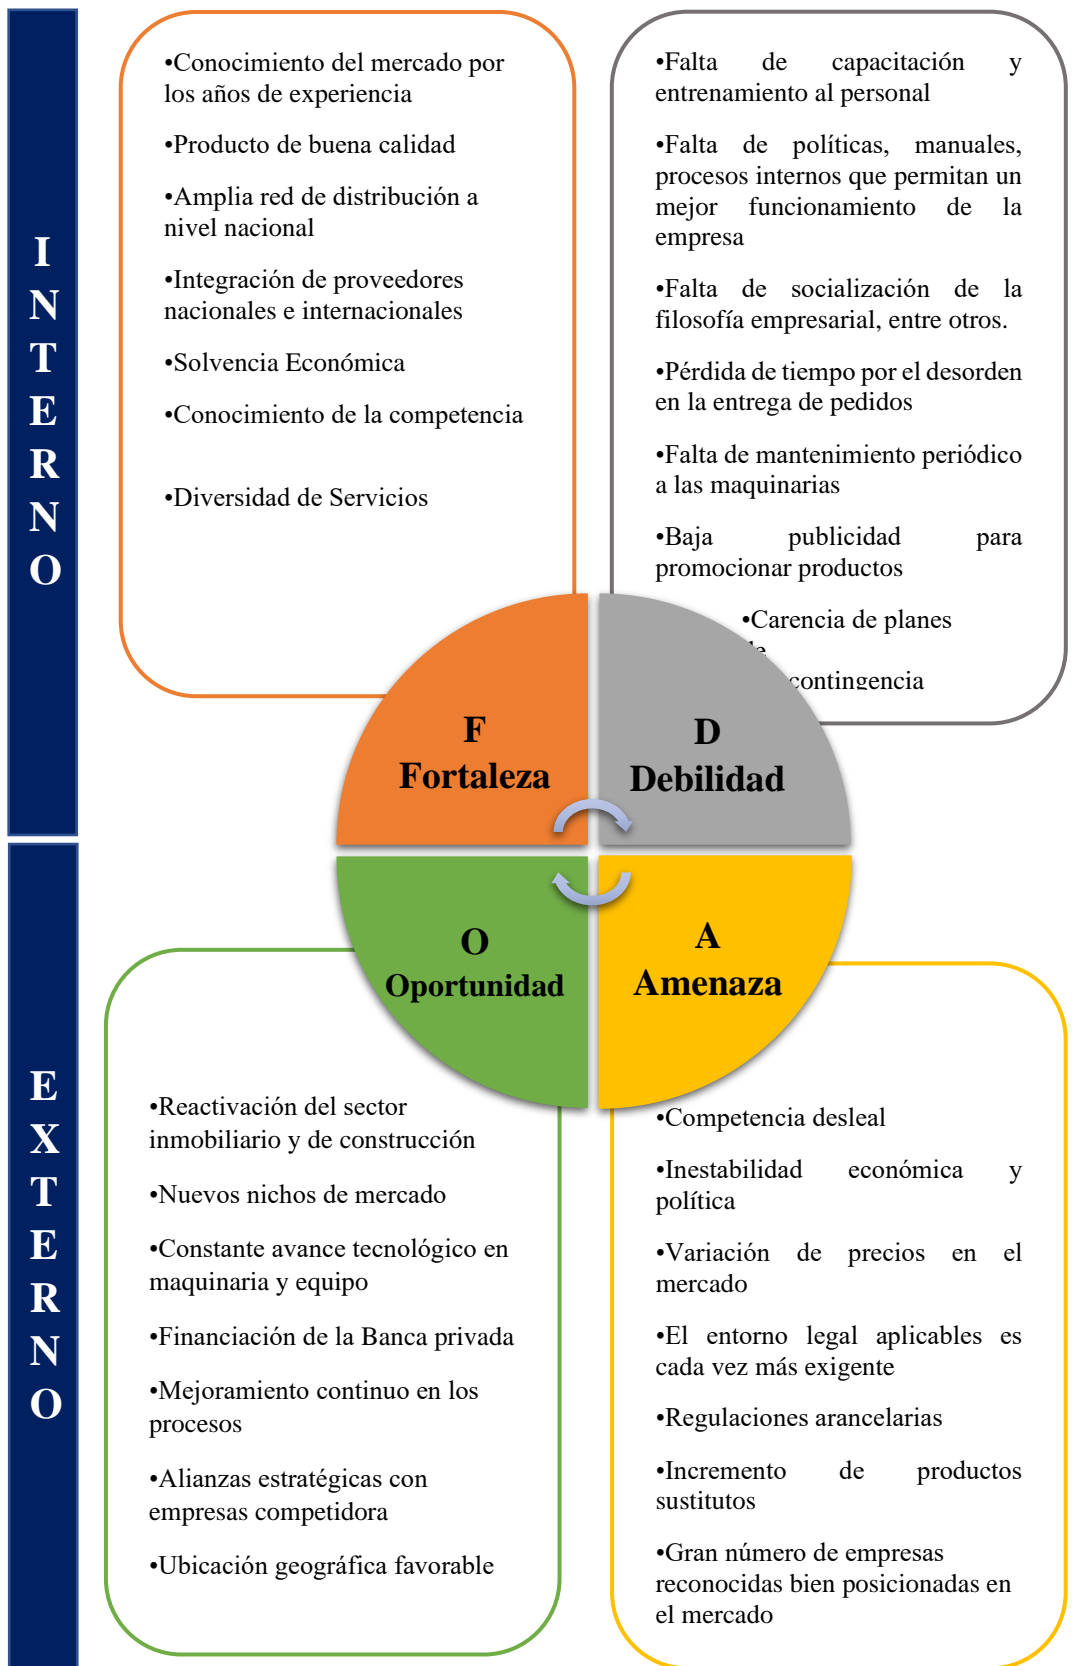 INTERNO
•Conocimiento del mercado por
los años de experiencia
•Producto de buena calidad
•Amplia red de distribución a
nivel nacional
•Integración de proveedores
nacionales e internacionales
•Solvencia Económica
•Conocimiento de la competencia
•Diversidad de Servicios
•Falta de capacitación y
entrenamiento al personal
•Falta de políticas, manuales,
procesos internos que permitan un
mejor funcionamiento de la
empresa
•Falta de socialización de la
filosofía empresarial, entre otros.
•Pérdida de tiempo por el desorden
en la entrega de pedidos
•Falta de mantenimiento periódico
a las maquinarias
•Baja publicidad para
promocionar productos
•Carencia de planes
contingencia
F
Fortaleza
D
Debilidad
O
Oportunidad
A
Amenaza
EXTERNO
•Reactivación del sector
inmobiliario y de construcción
•Nuevos nichos de mercado
•Constante avance tecnológico en
maquinaria y equipo
•Financiación de la Banca privada
•Mejoramiento continuo en los
procesos
•Alianzas estratégicas con
empresas competidora
•Ubicación geográfica favorable
•Competencia desleal
•Inestabilidad económica y
política
•Variación de precios en el
mercado
•El entorno legal aplicables es
cada vez más exigente
•Regulaciones arancelarias
•Incremento de productos
sustitutos
•Gran número de empresas
reconocidas bien posicionadas en
el mercado